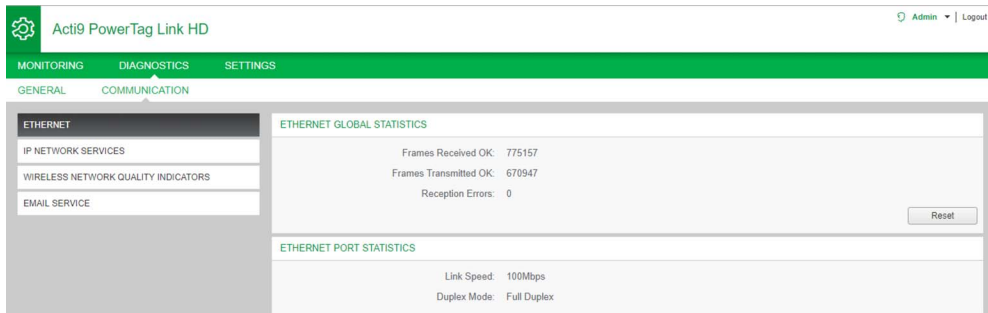 Acti9 PowerTag Link HD
Admin | Logout
MONITORING DIAGNOSTICS SETTINGS
GENERAL COMMUNICATION
ETHERNET
IP NETWORK SERVICES
WIRELESS NETWORK QUALITY INDICATORS
EMAIL SERVICE
ETHERNET GLOBAL STATISTICS
Frames Received OK: 775157
Frames Transmitted OK: 670947
Reception Errors: 0
Reset
ETHERNET PORT STATISTICS
Link Speed: 100Mbps
Duplex Mode: Full Duplex